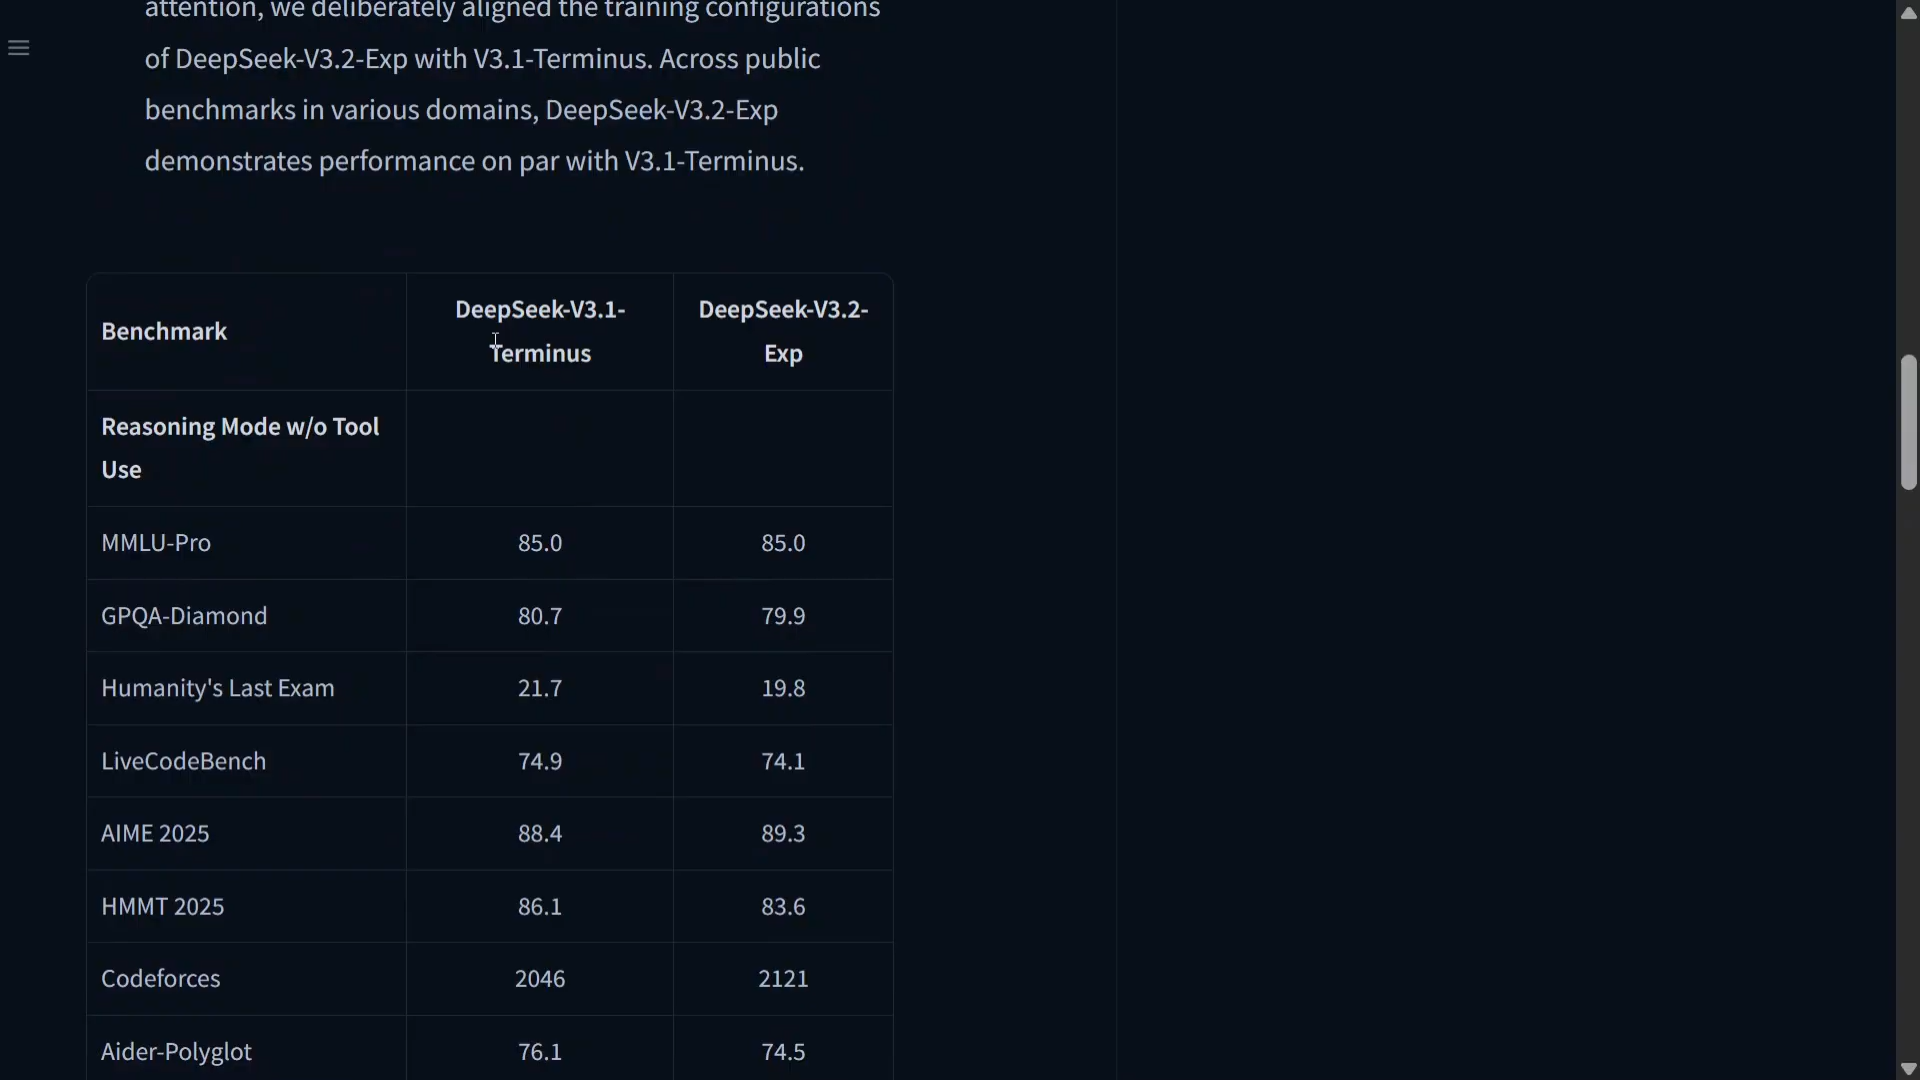 attention, we deliberately aligned the training configurations
of DeepSeek-V3.2-Exp with V3.1-Terminus. Across public
benchmarks in various domains, DeepSeek-V3.2-Exp
demonstrates performance on par with V3.1-Terminus.
Benchmark DeepSeek-V3.1-Terminus DeepSeek-V3.2-Exp
Reasoning Mode w/o Tool
Use
MMLU-Pro 85.0 85.0
GPQA-Diamond 80.7 79.9
Humanity's Last Exam 21.7 19.8
LiveCodeBench 74.9 74.1
AIME 2025 88.4 89.3
HMMT 2025 86.1 83.6
Codeforces 2046 2121
Aider-Polyglot 76.1 74.5